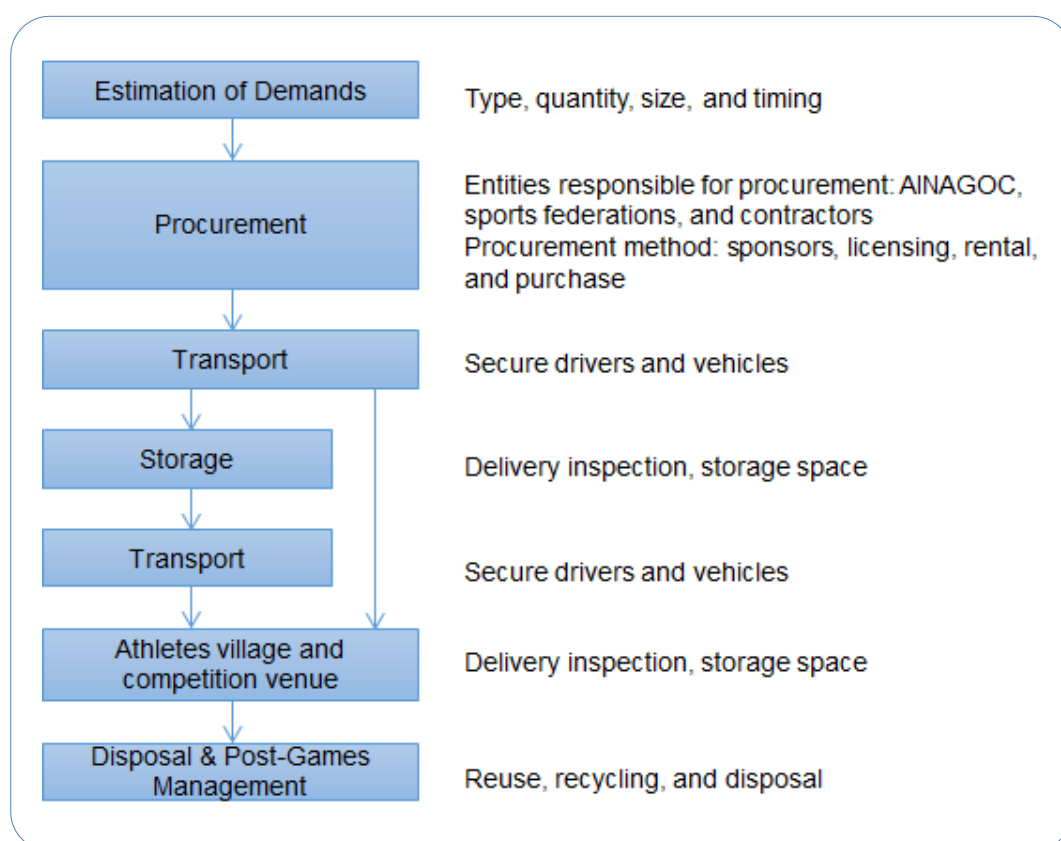 Estimation of Demands
Type, quantity, size, and timing
Procurement
Entities responsible for procurement: AINAGOC,
sports federations, and contractors
Procurement method: sponsors, licensing, rental,
and purchase
Transport
Secure drivers and vehicles
Storage
Delivery inspection, storage space
Transport
Secure drivers and vehicles
Athletes village and
competition venue
Delivery inspection, storage space
Disposal & Post-Games
Management
Reuse, recycling, and disposal